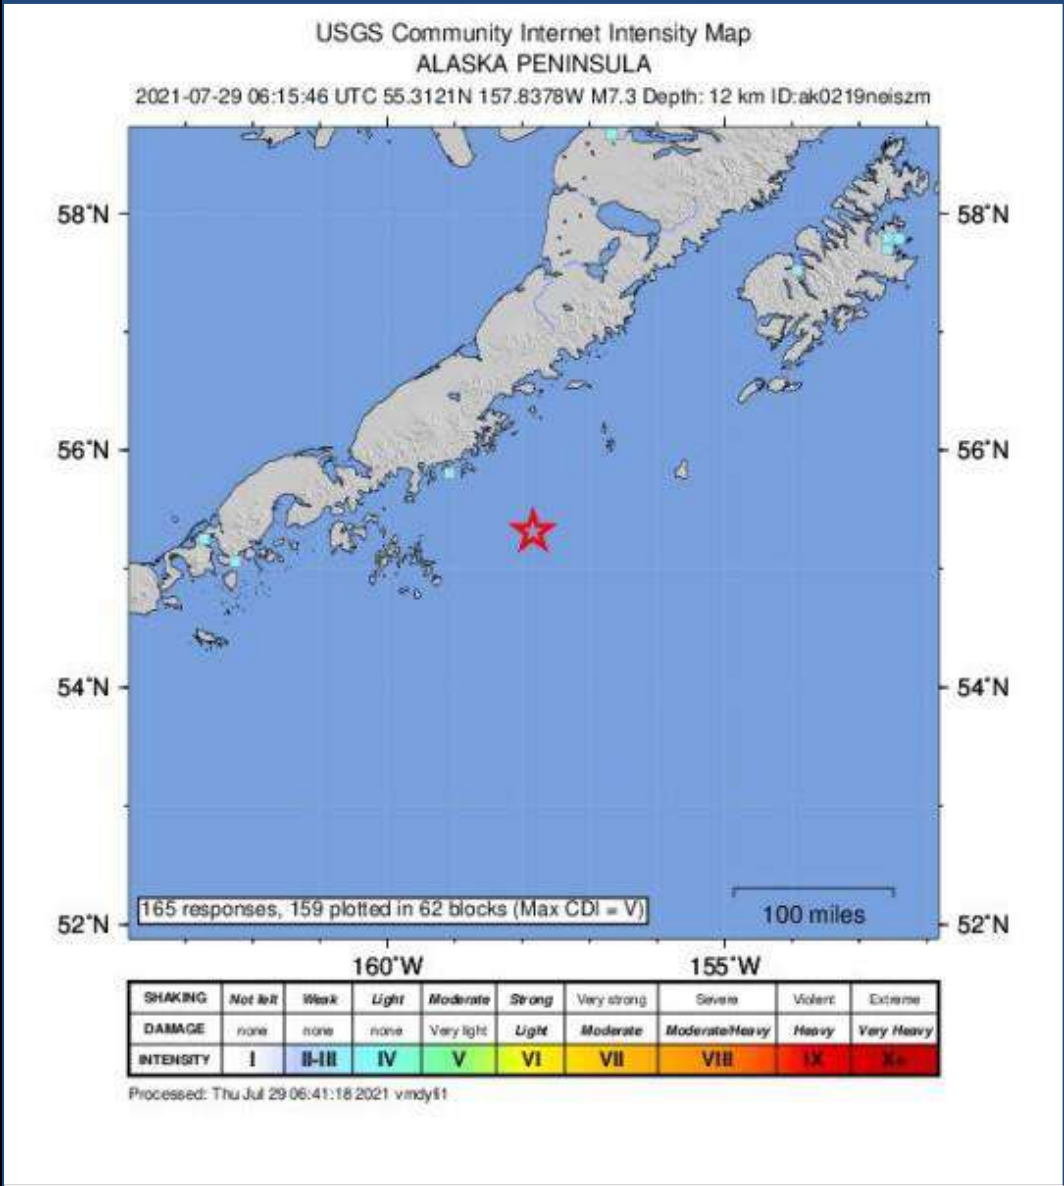 USGS Community Internet Intensity Map
ALASKA PENINSULA
2021-07-29 06:15:46 UTC 55.3121N 157.8378W M7.3 Depth: 12 km ID:ak0219neiszm
58°N 58°N
56°N 56°N
54°N 54°N
52°N 52°N
165 responses, 159 plotted in 62 blocks (Max CDI = V)
100 miles
160°W 155°W
SHAKING Not felt Weak Light Moderate Strong Very strong Severe Violent Extreme
DAMAGE none none none Very light Light Moderate Moderate/Heavy Heavy Very Heavy
INTENSITY I II-III IV V VI VII VIII IX X+
Processed: Thu Jul 29 06:41:18 2021 vmdyfi1